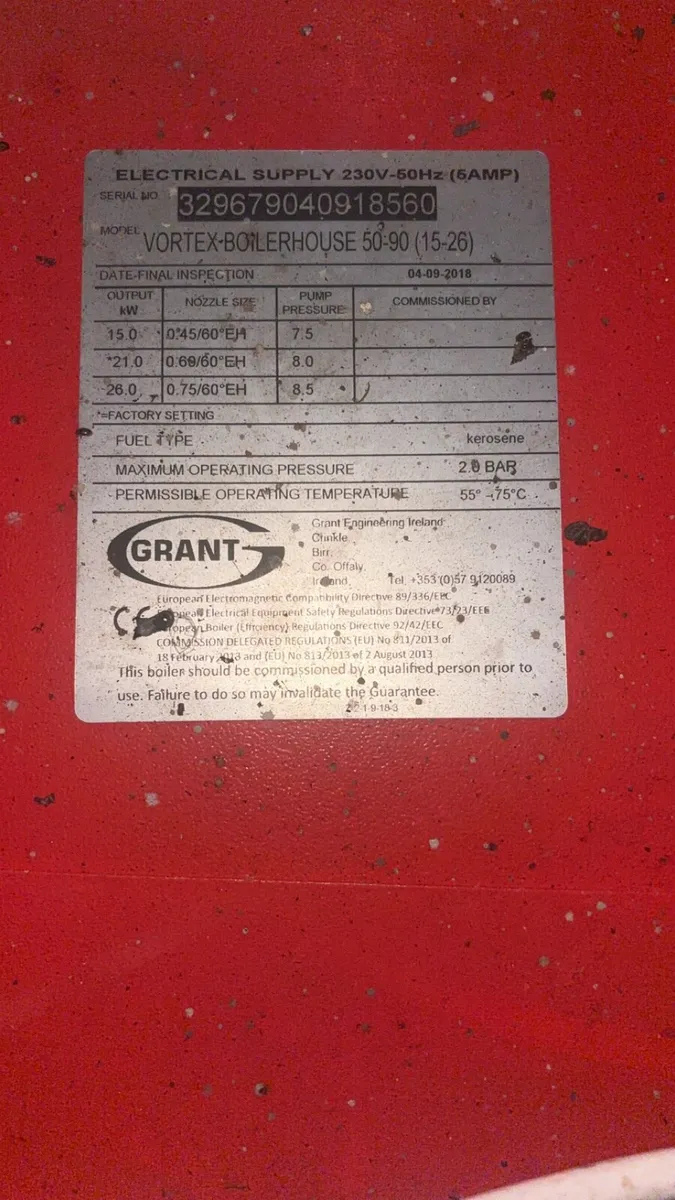 ELECTRICAL SUPPLY 230V-50Hz (5AMP)
SERIAL NO 329679040918560
MODEL VORTEX-BOILERHOUSE 50-90 (15-26)
DATE-FINAL INSPECTION 04-09-2018
OUTPUT kW NOZZLE SIZE PUMP PRESSURE COMMISSIONED BY
15.0 0.45/60°EH 7.5
*21.0 0.60/60°EH 8.0
26.0 0.75/60°EH 8.5
*=FACTORY SETTING
FUEL TYPE kerosene
MAXIMUM OPERATING PRESSURE 2.0 BAR
PERMISSIBLE OPERATING TEMPERATURE 55° -75°C
GRANT
Grant Engineering Ireland
Crinkle
Birr,
Co. Offaly,
Ireland Tel. +353 (0)57 9120089
CE
European Electromagnetic Compatibility Directive 89/336/EEC
European Electrical Equipment Safety Regulations Directive 73/23/EEC
European Boiler (Efficiency) Regulations Directive 92/42/EEC
COMMISSION DELEGATED REGULATIONS (EU) No 811/2013 of
18 February 2013 and (EU) No 813/2013 of 2 August 2013
This boiler should be commissioned by a qualified person prior to
use. Failure to do so may invalidate the Guarantee.